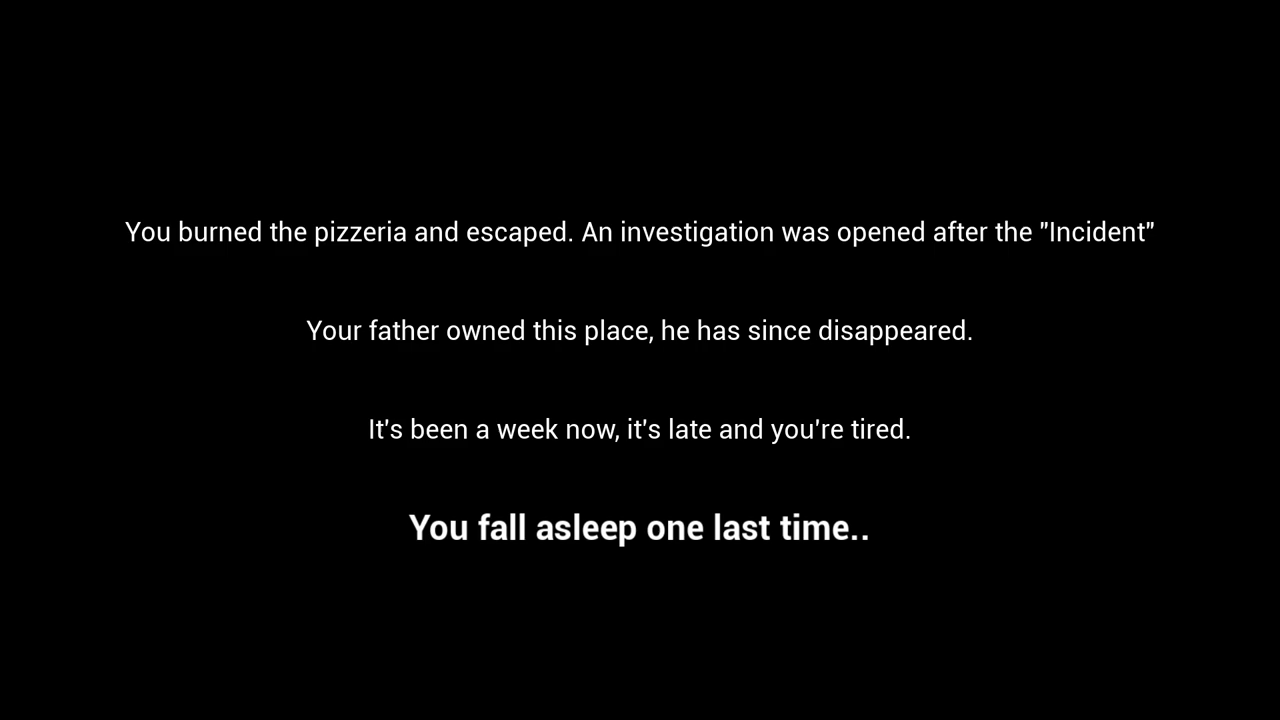 You burned the pizzeria and escaped. An investigation was opened after the "Incident"
Your father owned this place, he has since disappeared.
It's been a week now, it's late and you're tired.
You fall asleep one last time..